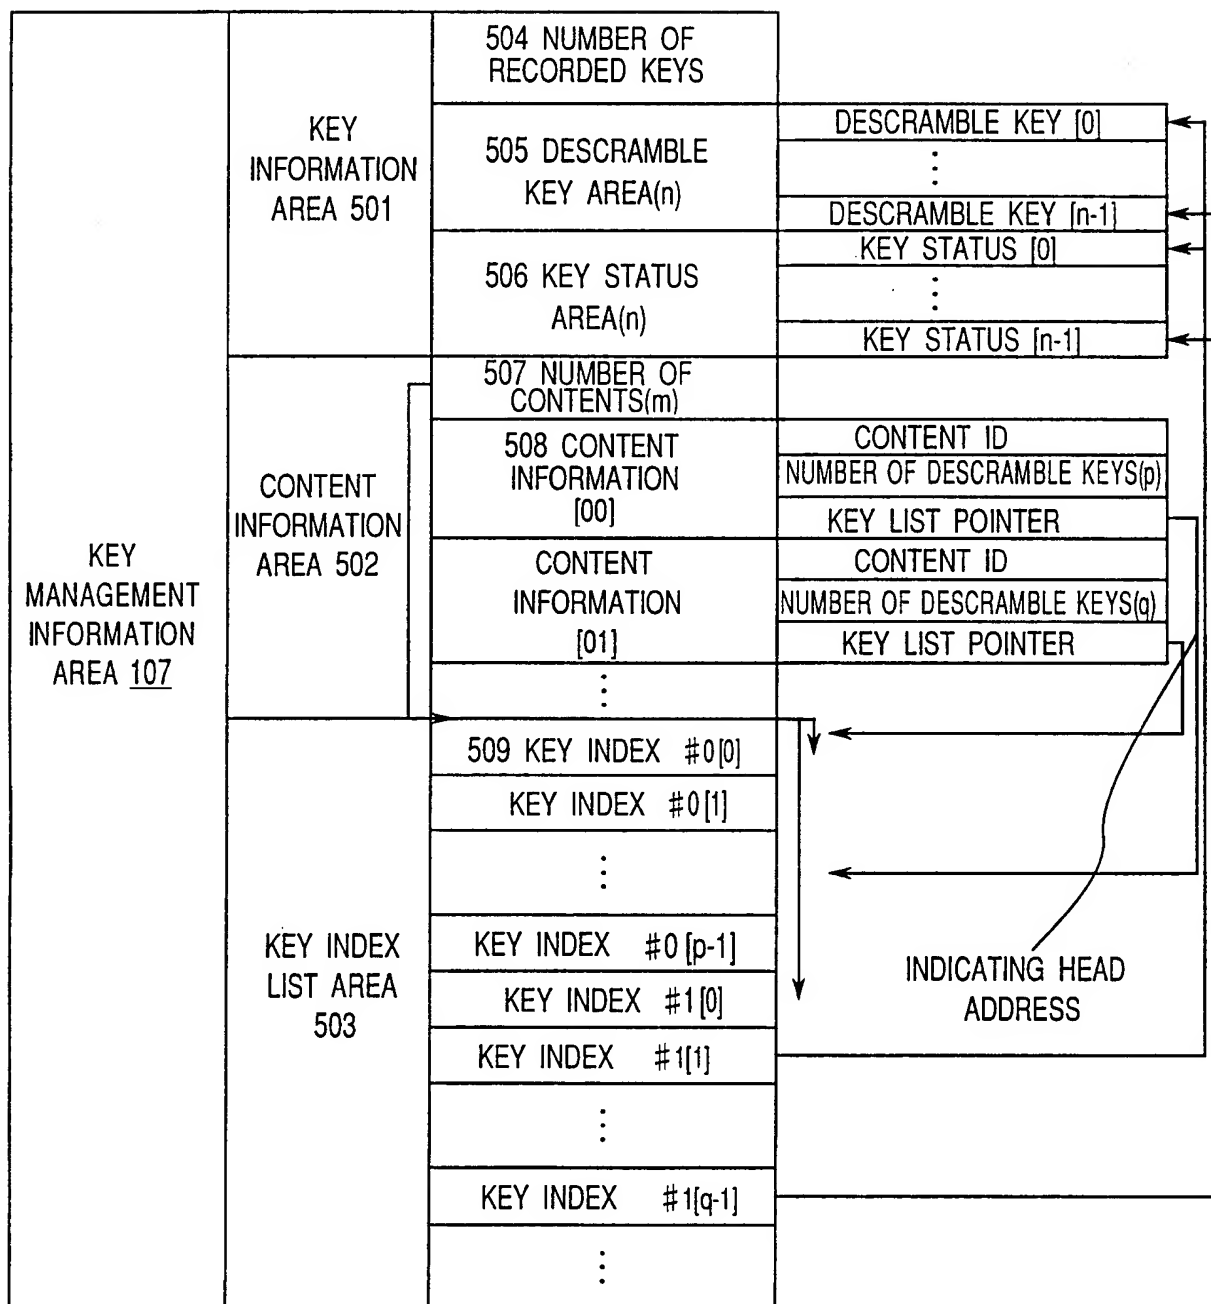 KEY
MANAGEMENT
INFORMATION
AREA 107
KEY
INFORMATION
AREA 501
504 NUMBER OF
RECORDED KEYS
505 DESCRAMBLE
KEY AREA(n)
DESCRAMBLE KEY [0]
⋮
DESCRAMBLE KEY [n-1]
506 KEY STATUS
AREA(n)
KEY STATUS [0]
⋮
KEY STATUS [n-1]
CONTENT
INFORMATION
AREA 502
507 NUMBER OF
CONTENTS(m)
508 CONTENT
INFORMATION
[00]
CONTENT ID
NUMBER OF DESCRAMBLE KEYS(p)
KEY LIST POINTER
CONTENT
INFORMATION
[01]
CONTENT ID
NUMBER OF DESCRAMBLE KEYS(q)
KEY LIST POINTER
⋮
KEY INDEX
LIST AREA
503
509 KEY INDEX #0[0]
KEY INDEX #0[1]
⋮
KEY INDEX #0[p-1]
KEY INDEX #1[0]
KEY INDEX #1[1]
⋮
KEY INDEX #1[q-1]
⋮
INDICATING HEAD
ADDRESS